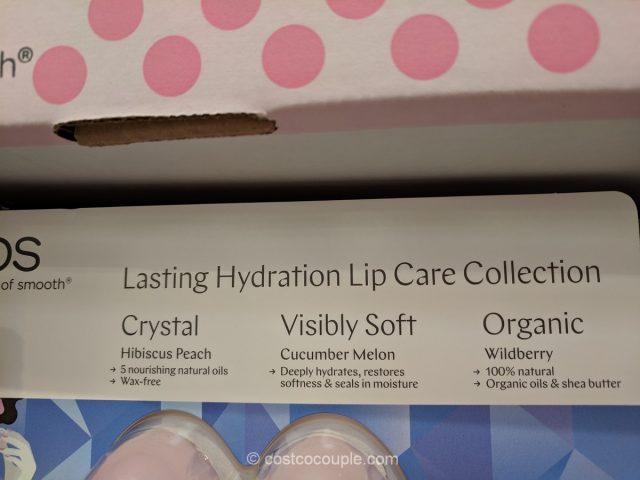 h®
os
of smooth®
Lasting Hydration Lip Care Collection
Crystal
Hibiscus Peach
→ 5 nourishing natural oils
→ Wax-free
Visibly Soft
Cucumber Melon
→ Deeply hydrates, restores
softness & seals in moisture
Organic
Wildberry
→ 100% natural
→ Organic oils & shea butter
© costcocouple.com